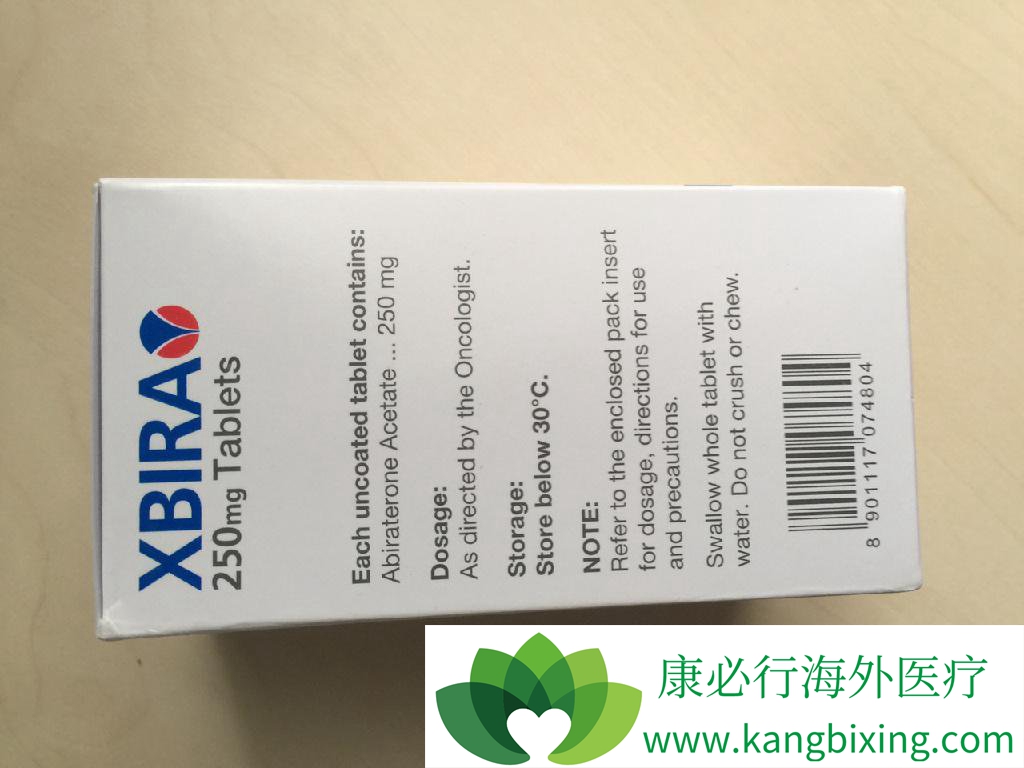 XBIRA
250mg Tablets
Each uncoated tablet contains:
Abiraterone Acetate ... 250 mg
Dosage:
As directed by the Oncologist.
Storage:
Store below 30°C.
NOTE:
Refer to the enclosed pack insert
for dosage, directions for use
and precautions.
Swallow whole tablet with
water. Do not crush or chew.
8 901117 074804
康必行海外医疗
www.kangbixing.com